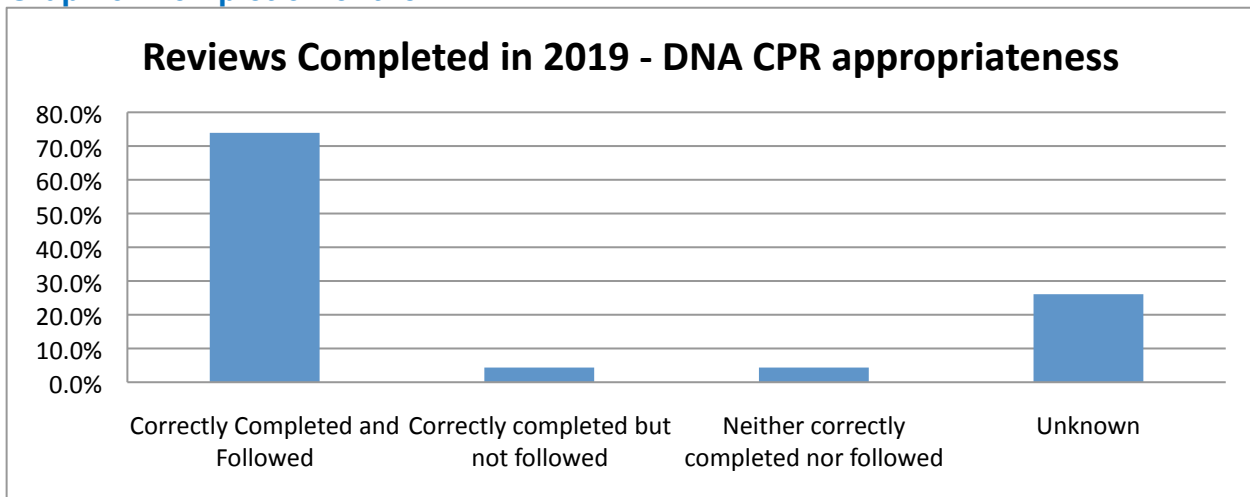 Reviews Completed in 2019 - DNA CPR appropriateness
80.0%
70.0%
60.0%
50.0%
40.0%
30.0%
20.0%
10.0%
0.0%
Correctly Completed and
Followed
Correctly completed but
not followed
Neither correctly
completed nor followed
Unknown